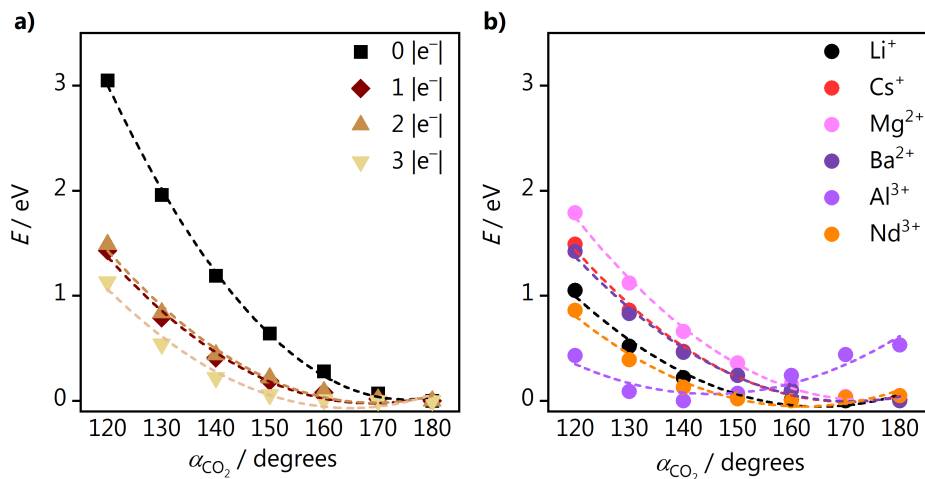 a)
0 |e⁻|
1 |e⁻|
2 |e⁻|
3 |e⁻|
3
2
1
0
E / eV
120 130 140 150 160 170 180
α_CO₂ / degrees
b)
Li⁺
Cs⁺
Mg²⁺
Ba²⁺
Al³⁺
Nd³⁺
3
2
1
0
E / eV
120 130 140 150 160 170 180
α_CO₂ / degrees